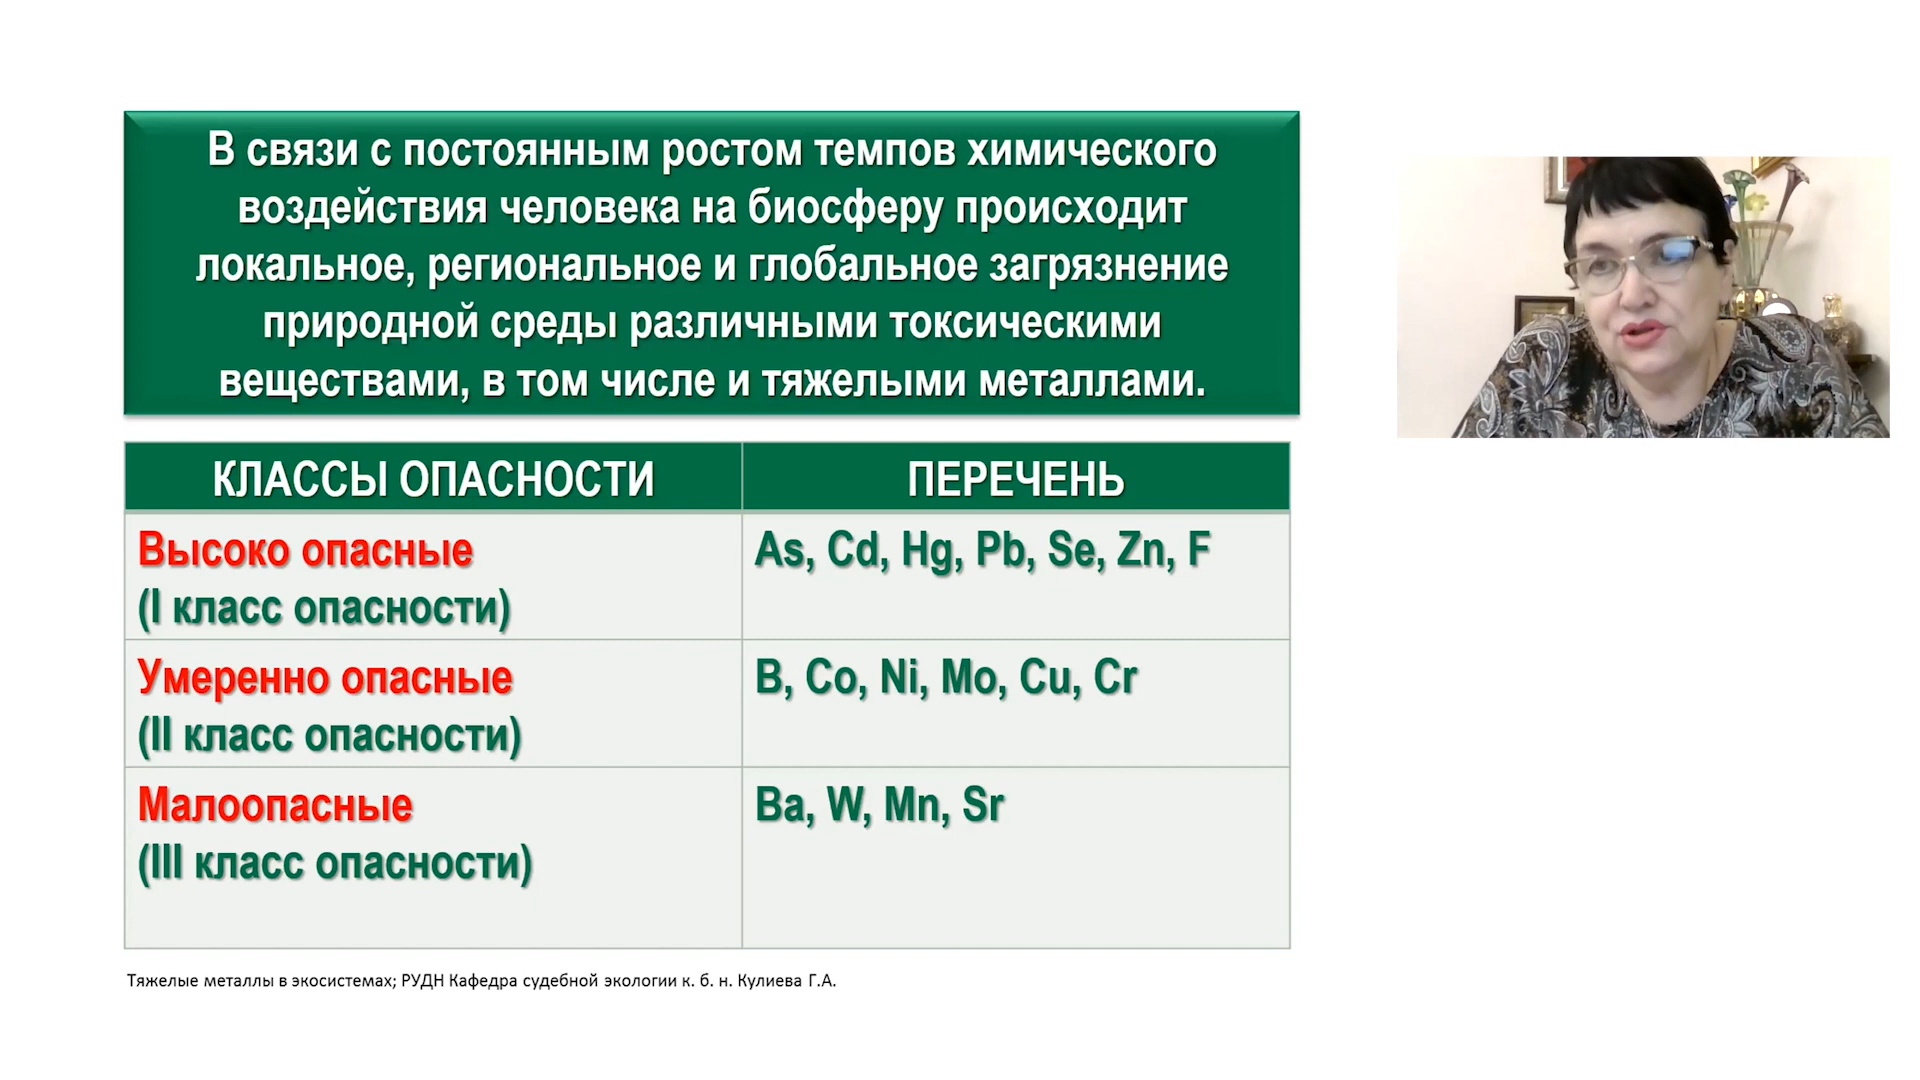 В связи с постоянным ростом темпов химического
воздействия человека на биосферу происходит
локальное, региональное и глобальное загрязнение
природной среды различными токсическими
веществами, в том числе и тяжелыми металлами.
КЛАССЫ ОПАСНОСТИ
ПЕРЕЧЕНЬ
Высоко опасные
(I класс опасности)
As, Cd, Hg, Pb, Se, Zn, F
Умеренно опасные
(II класс опасности)
B, Co, Ni, Mo, Cu, Cr
Малоопасные
(III класс опасности)
Ba, W, Mn, Sr
Тяжелые металлы в экосистемах; РУДН Кафедра судебной экологии к. б. н. Кулиева Г.А.